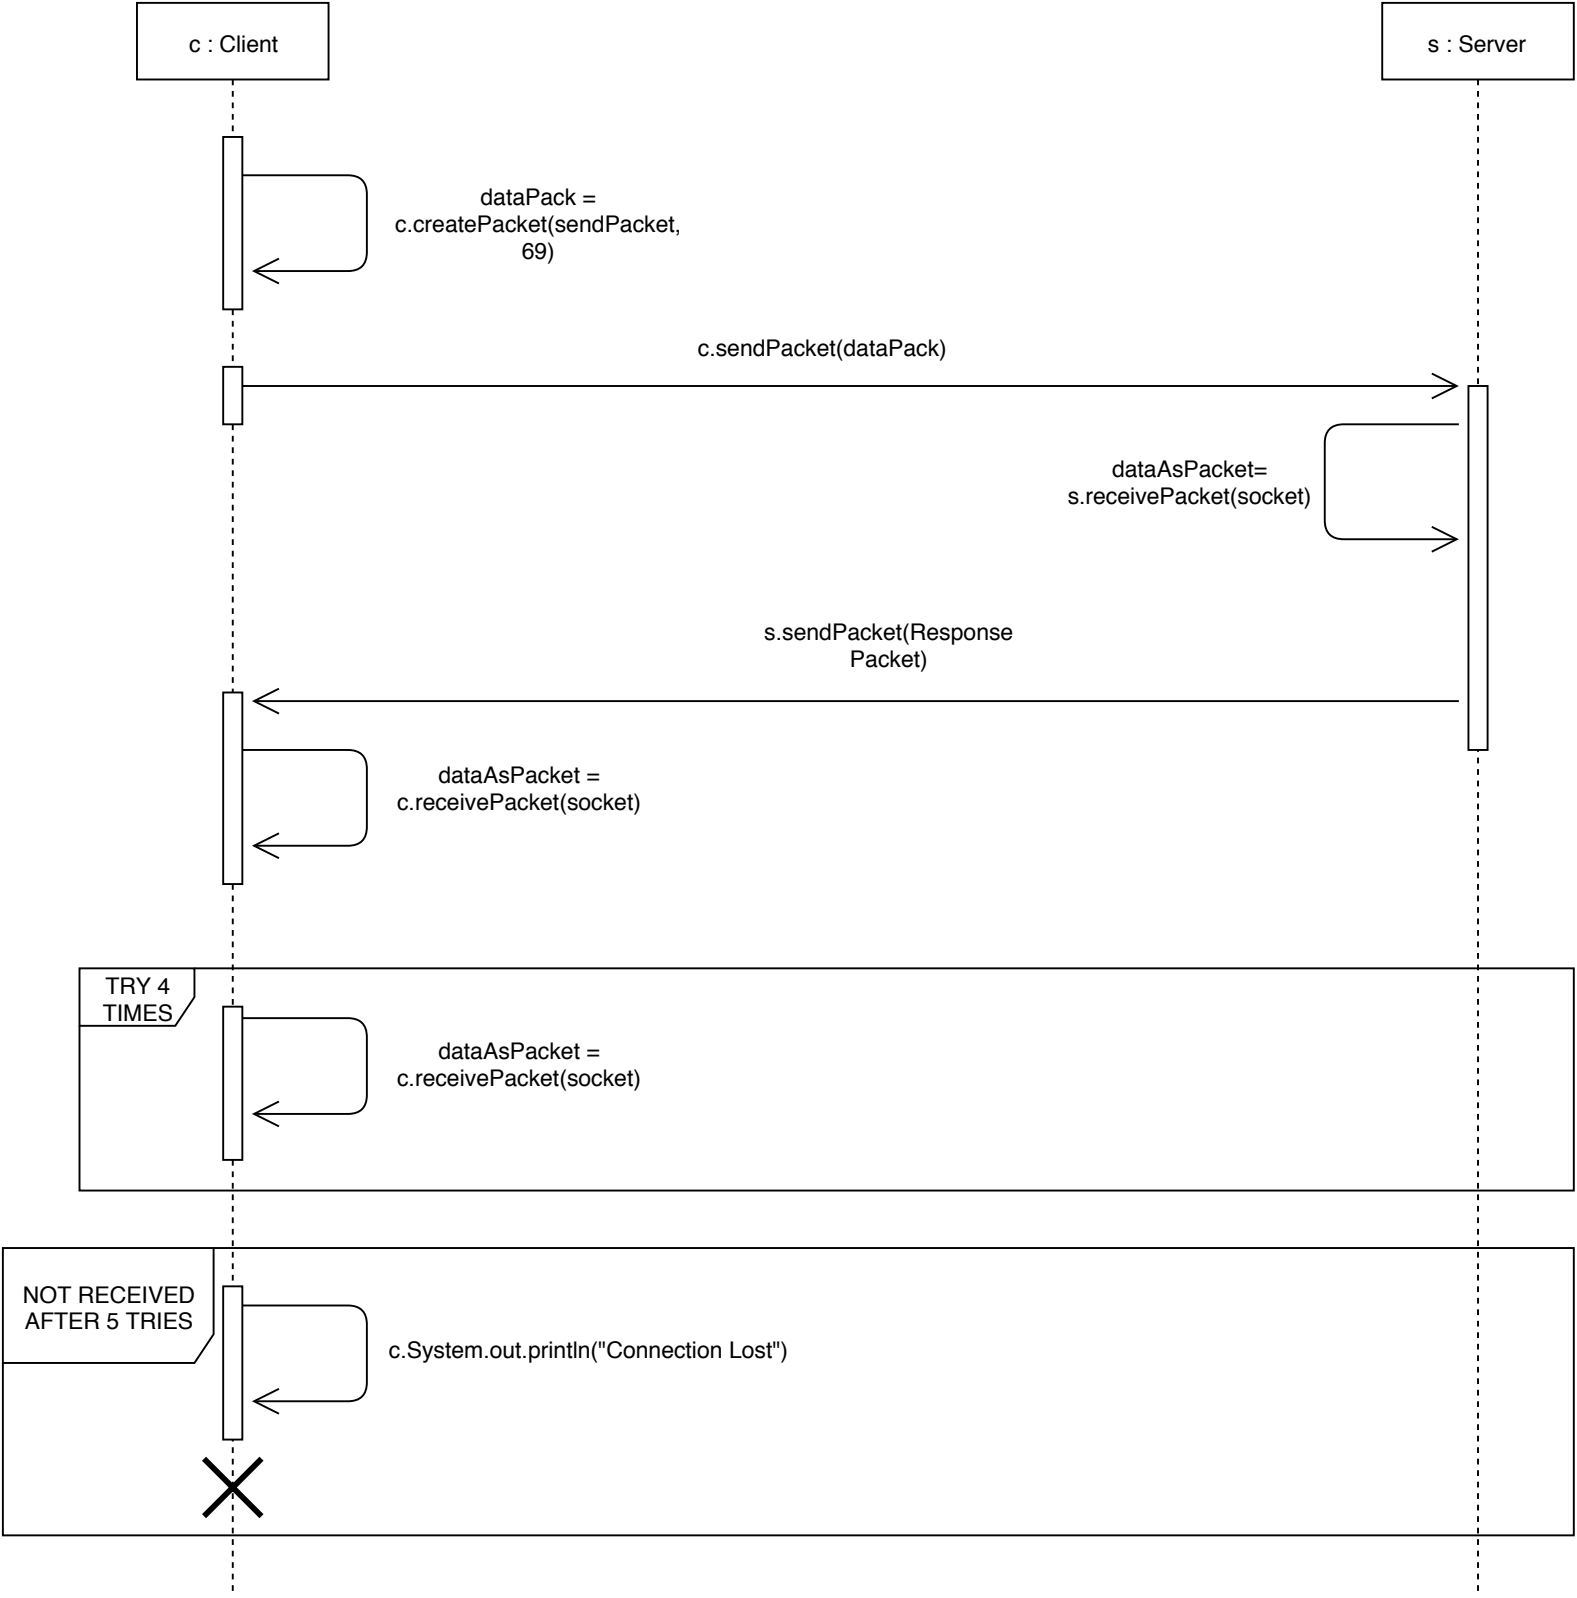 c : Client
s : Server
dataPack =
c.createPacket(sendPacket,
69)
c.sendPacket(dataPack)
dataAsPacket=
s.receivePacket(socket)
s.sendPacket(Response
Packet)
dataAsPacket =
c.receivePacket(socket)
TRY 4
TIMES
dataAsPacket =
c.receivePacket(socket)
NOT RECEIVED
AFTER 5 TRIES
c.System.out.println("Connection Lost")